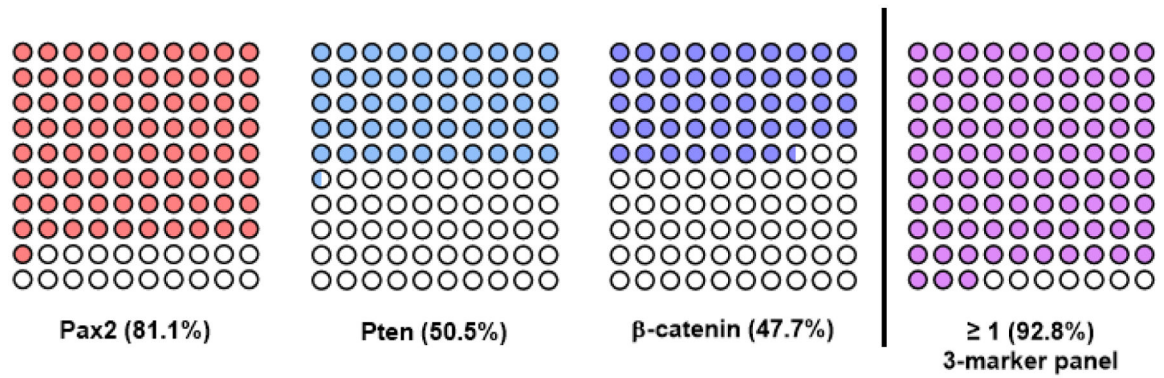 Pax2 (81.1%)
Pten (50.5%)
β-catenin (47.7%)
≥ 1 (92.8%)
3-marker panel